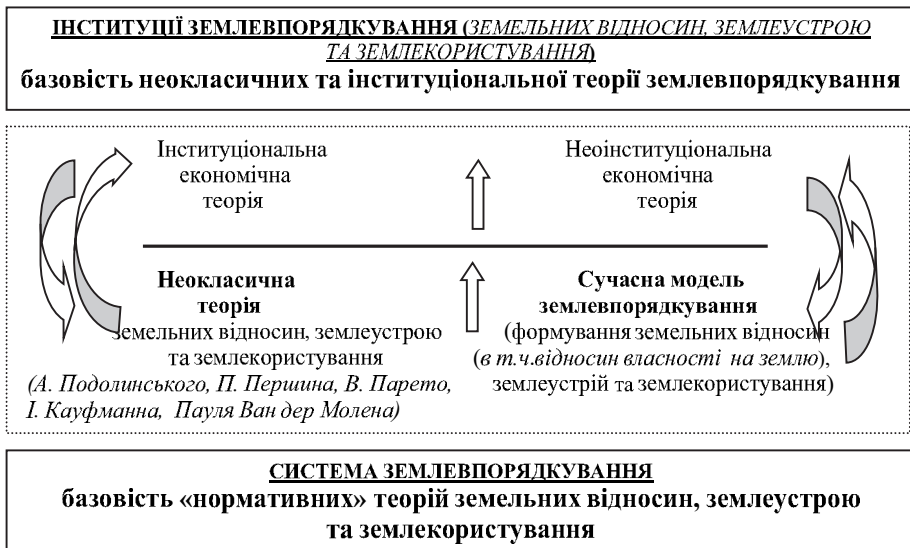 ІНСТИТУЦІЇ ЗЕМЛЕВПОРЯДКУВАННЯ (ЗЕМЕЛЬНИХ ВІДНОСИН, ЗЕМЛЕУСТРОЮ
ТА ЗЕМЛЕКОРИСТУВАННЯ)
базовість неокласичних та інституціональної теорії землевпорядкування
Інституціональна
економічна
теорія
Неоінституціональна
економічна
теорія
Неокласична
теорія
земельних відносин, землеустрою
та землекористування
(А. Подолинського, П. Першина, В. Парето,
І. Кауфманна, Пауля Ван дер Молена)
Сучасна модель
землевпорядкування
(формування земельних відносин
(в т.ч.відносин власності на землю),
землеустрій та землекористування)
СИСТЕМА ЗЕМЛЕВПОРЯДКУВАННЯ
базовість «нормативних» теорій земельних відносин, землеустрою
та землекористування